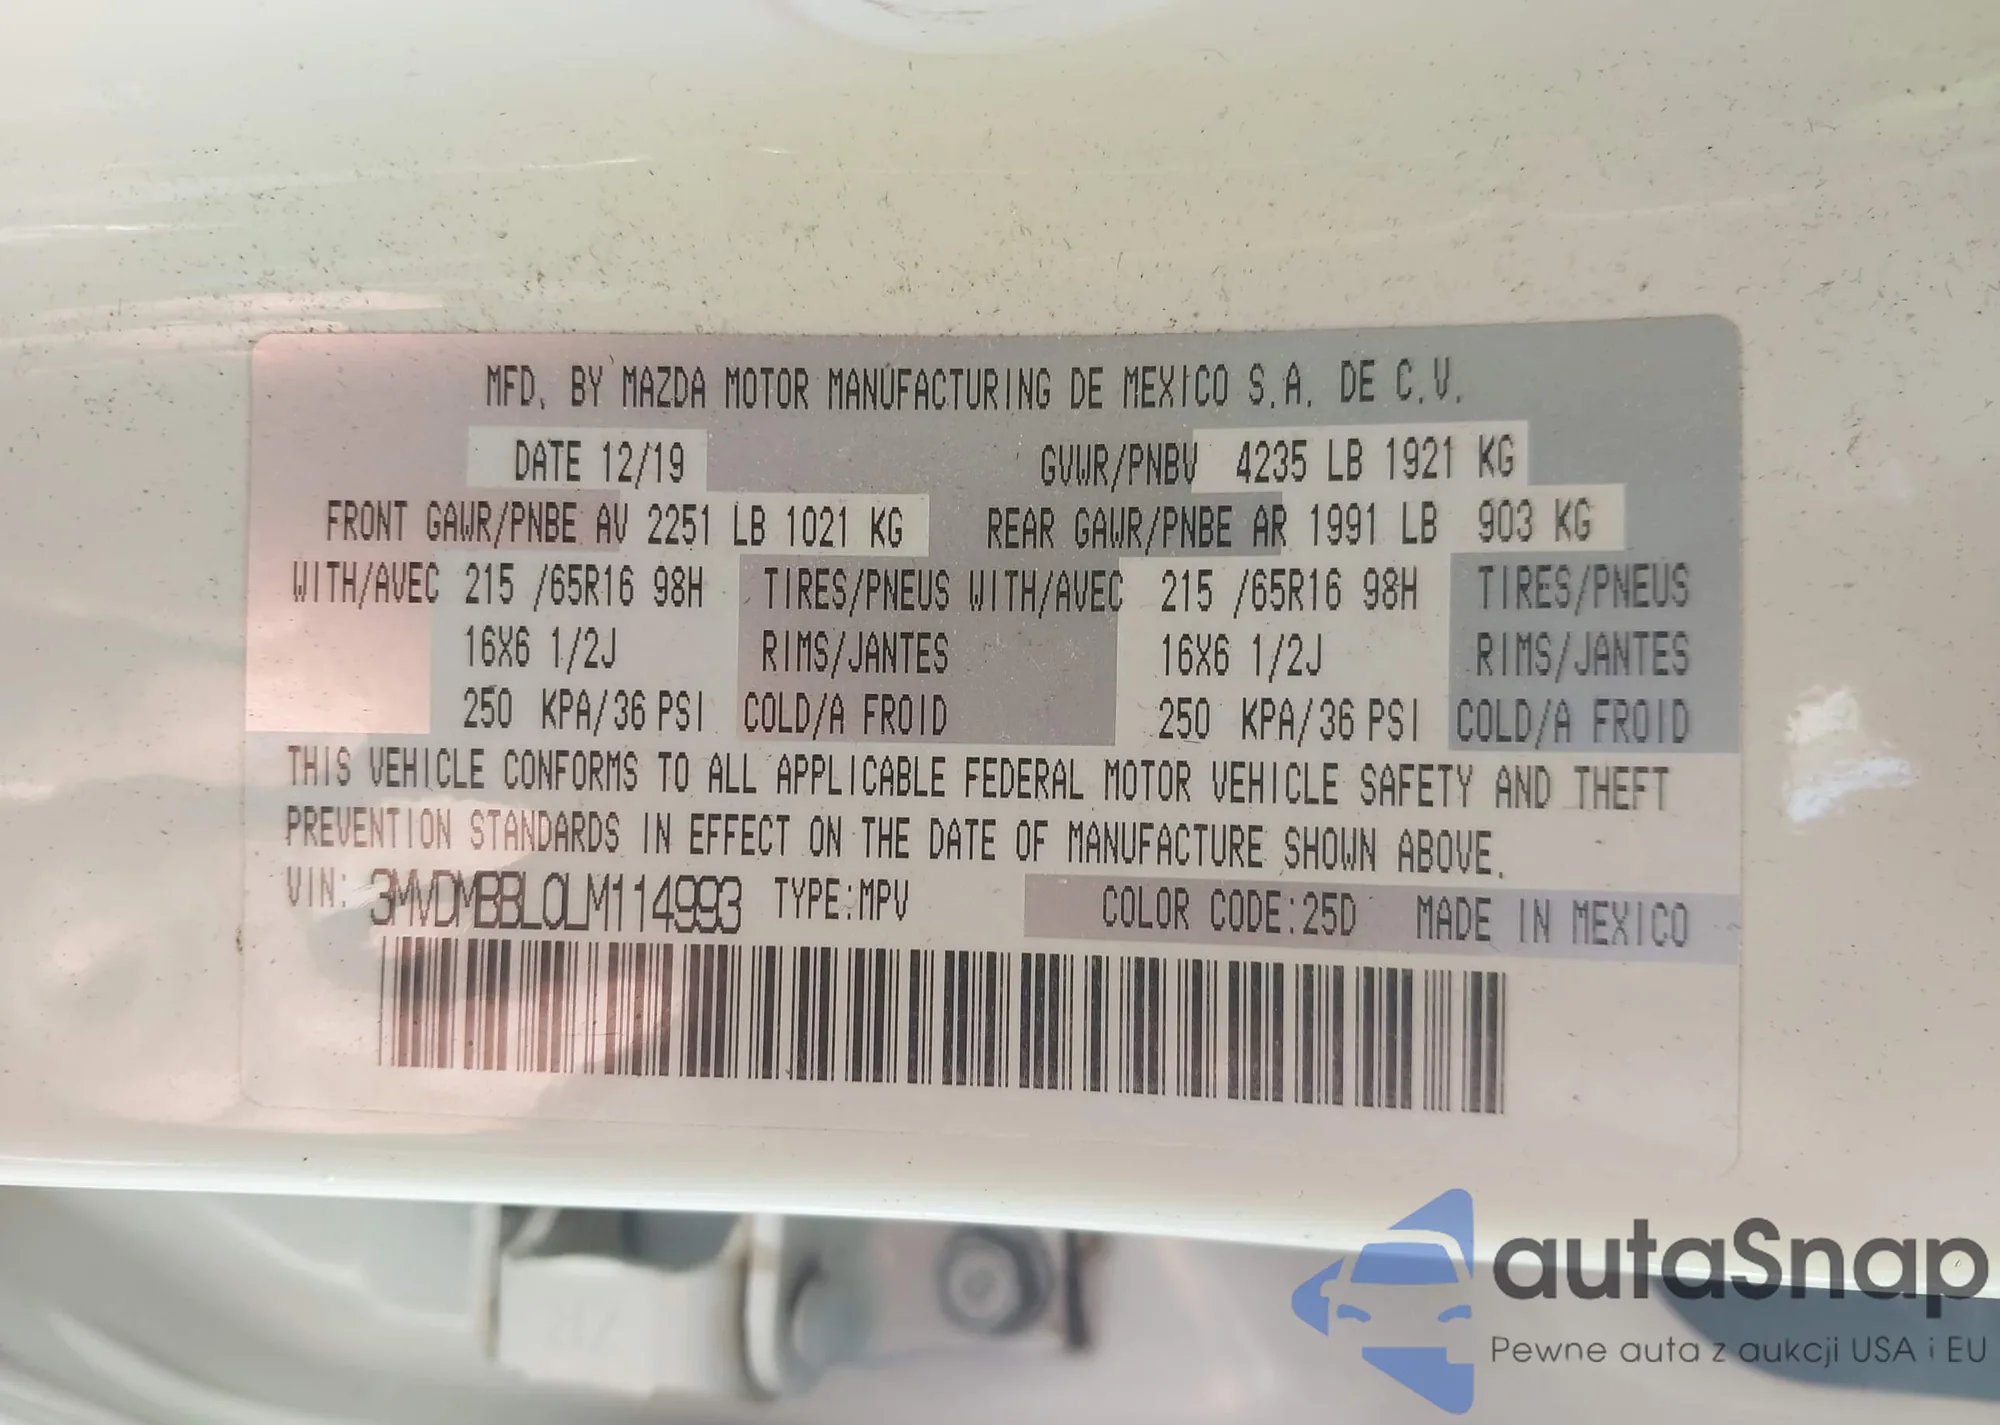 MFD. BY MAZDA MOTOR MANUFACTURING DE MEXICO S.A. DE C.V.
DATE 12/19 GVWR/PNBV 4235 LB 1921 KG
FRONT GAWR/PNBE AV 2251 LB 1021 KG REAR GAWR/PNBE AR 1991 LB 903 KG
WITH/AVEC 215 /65R16 98H TIRES/PNEUS WITH/AVEC 215 /65R16 98H TIRES/PNEUS
16X6 1/2J RIMS/JANTES 16X6 1/2J RIMS/JANTES
250 KPA/36 PSI COLD/A FROID 250 KPA/36 PSI COLD/A FROID
THIS VEHICLE CONFORMS TO ALL APPLICABLE FEDERAL MOTOR VEHICLE SAFETY AND THEFT
PREVENTION STANDARDS IN EFFECT ON THE DATE OF MANUFACTURE SHOWN ABOVE.
VIN: 3MVDMBBL0LM114993 TYPE:MPV COLOR CODE:25D MADE IN MEXICO
autaSnap
Pewne auta z aukcji USA i EU